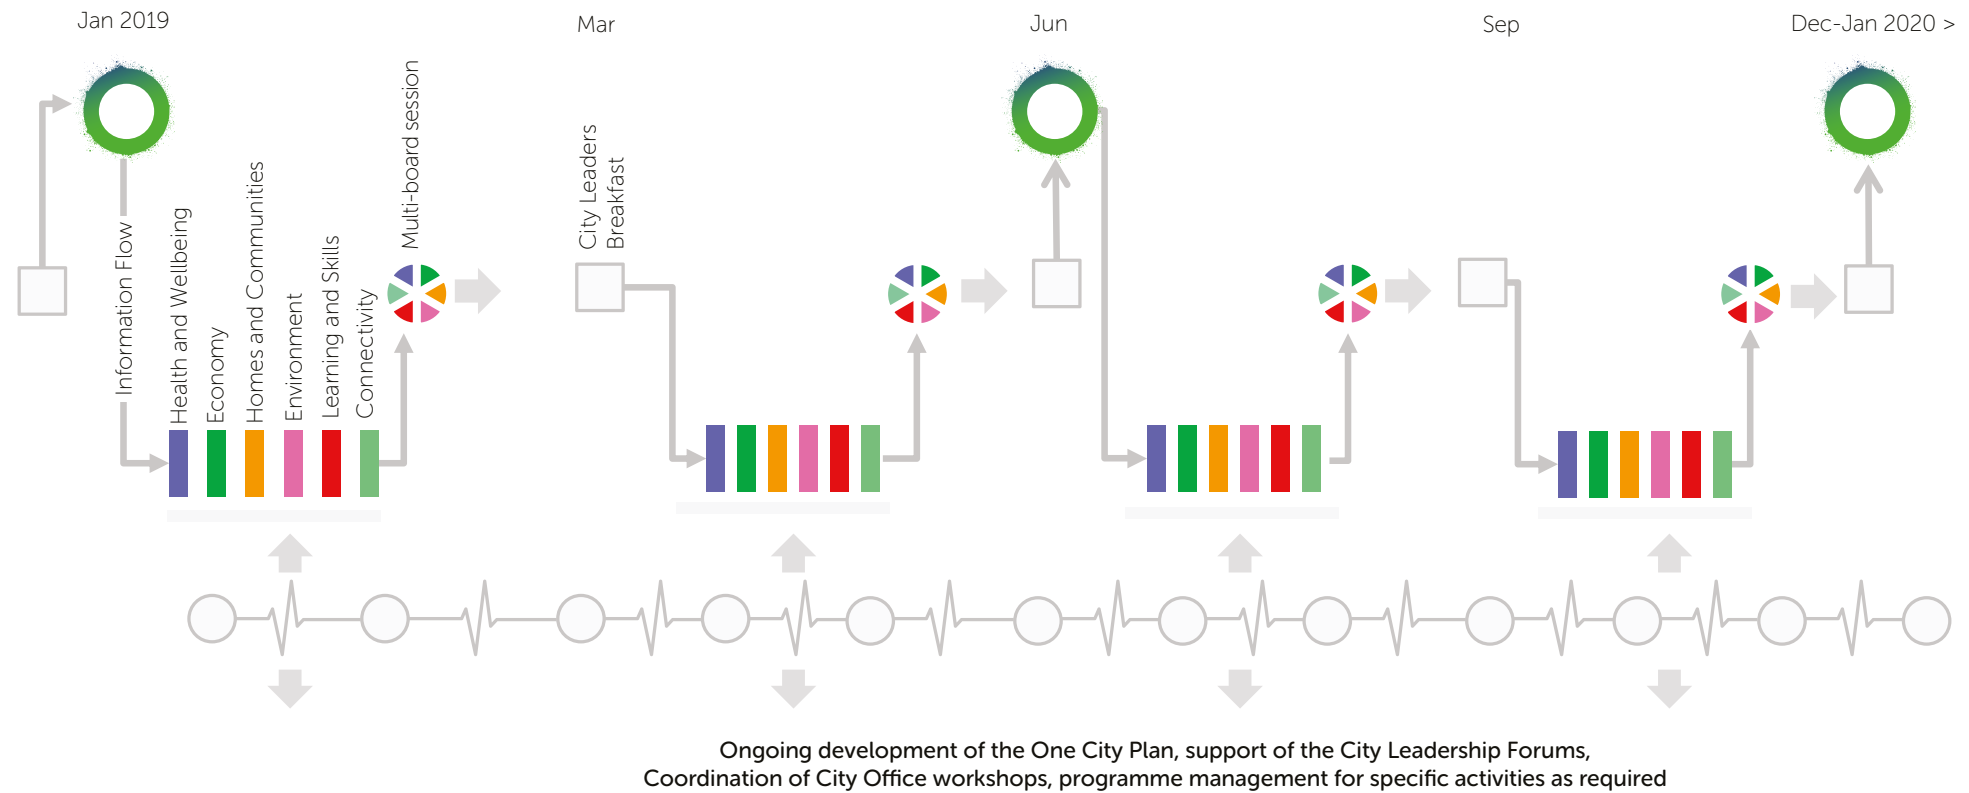 Jan 2019
Mar
Jun
Sep
Dec-Jan 2020 >
Information Flow
Health and Wellbeing
Economy
Homes and Communities
Environment
Learning and Skills
Connectivity
Multi-board session
City Leaders
Breakfast
Ongoing development of the One City Plan, support of the City Leadership Forums,
Coordination of City Office workshops, programme management for specific activities as required